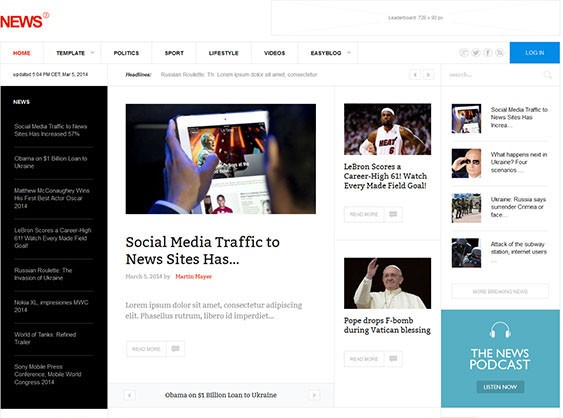 NEWS 2
Leaderboard: 728 x 90 px
HOME
TEMPLATE
POLITICS
SPORT
LIFESTYLE
VIDEOS
EASYBLOG
LOG IN
updated 5:04 PM CET, Mar 5, 2014
Headlines:
Russian Roulette: Th
Lorem ipsum dolor sit amet, consectetur
search...
NEWS
Social Media Traffic to News
Sites Has Increased 57%
Obama on $1 Billion Loan to
Ukraine
Matthew McConaughey Wins
His First Best Actor Oscar
2014
LeBron Scores a Career-High
61! Watch Every Made Field
Goal!
Russian Roulette: The
Invasion of Ukraine
Nokia XL, impresiones MWC
2014
World of Tanks: Refined
Trailer
Sony Mobile Press
Conference, Mobile World
Congress 2014
Social Media Traffic to
News Sites Has...
March 5, 2014 by Martin Mayer
Lorem ipsum dolor sit amet, consectetur adipiscing
elit. Phasellus rutrum, libero id imperdiet...
READ MORE
Obama on $1 Billion Loan to Ukraine
HEAT
6
LeBron Scores a
Career-High 61! Watch
Every Made Field Goal!
READ MORE
Pope drops F-bomb
during Vatican blessing
READ MORE
Social Media Traffic to
News Sites Has
Increa...
What happens next in
Ukraine? Four
scenarios ...
Ukraine: Russia says
surrender Crimea or
face...
Attack of the subway
station, internet users
...
MORE BREAKING NEWS
THE NEWS
PODCAST
LISTEN NOW